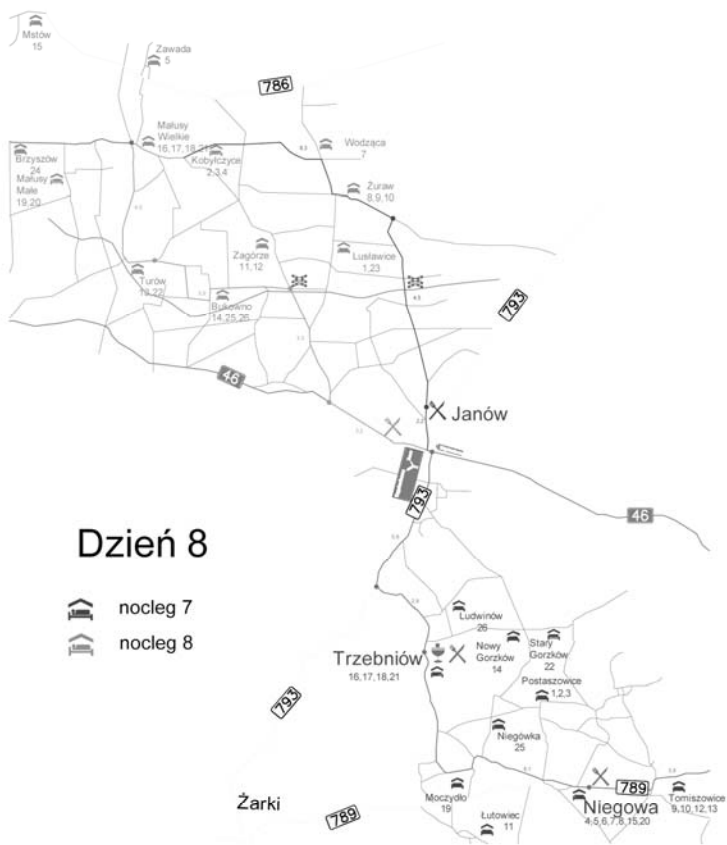 Mstów
15
Zawada
5
786
Małusy
Wielkie
16,17,18,21
Kobyłczyce
2,3,4
Wodząca
7
Brzyszów
24
Małusy
Małe
19,20
Żuraw
8,9,10
Zagórze
11,12
Lusławice
1,23
Turów
13,22
Bukowno
14,25,26
793
46
Janów
793
46
Dzień 8
nocleg 7
nocleg 8
Ludwinów
26
Nowy
Gorzków
14
Stary
Gorzków
22
Trzebniów
16,17,18,21
Postaszowice
1,2,3
793
Niegówka
25
Żarki
789
Moczydło
19
Łutowiec
11
789
Niegowa
4,5,6,7,8,15,20
Tomiszowice
9,10,12,13